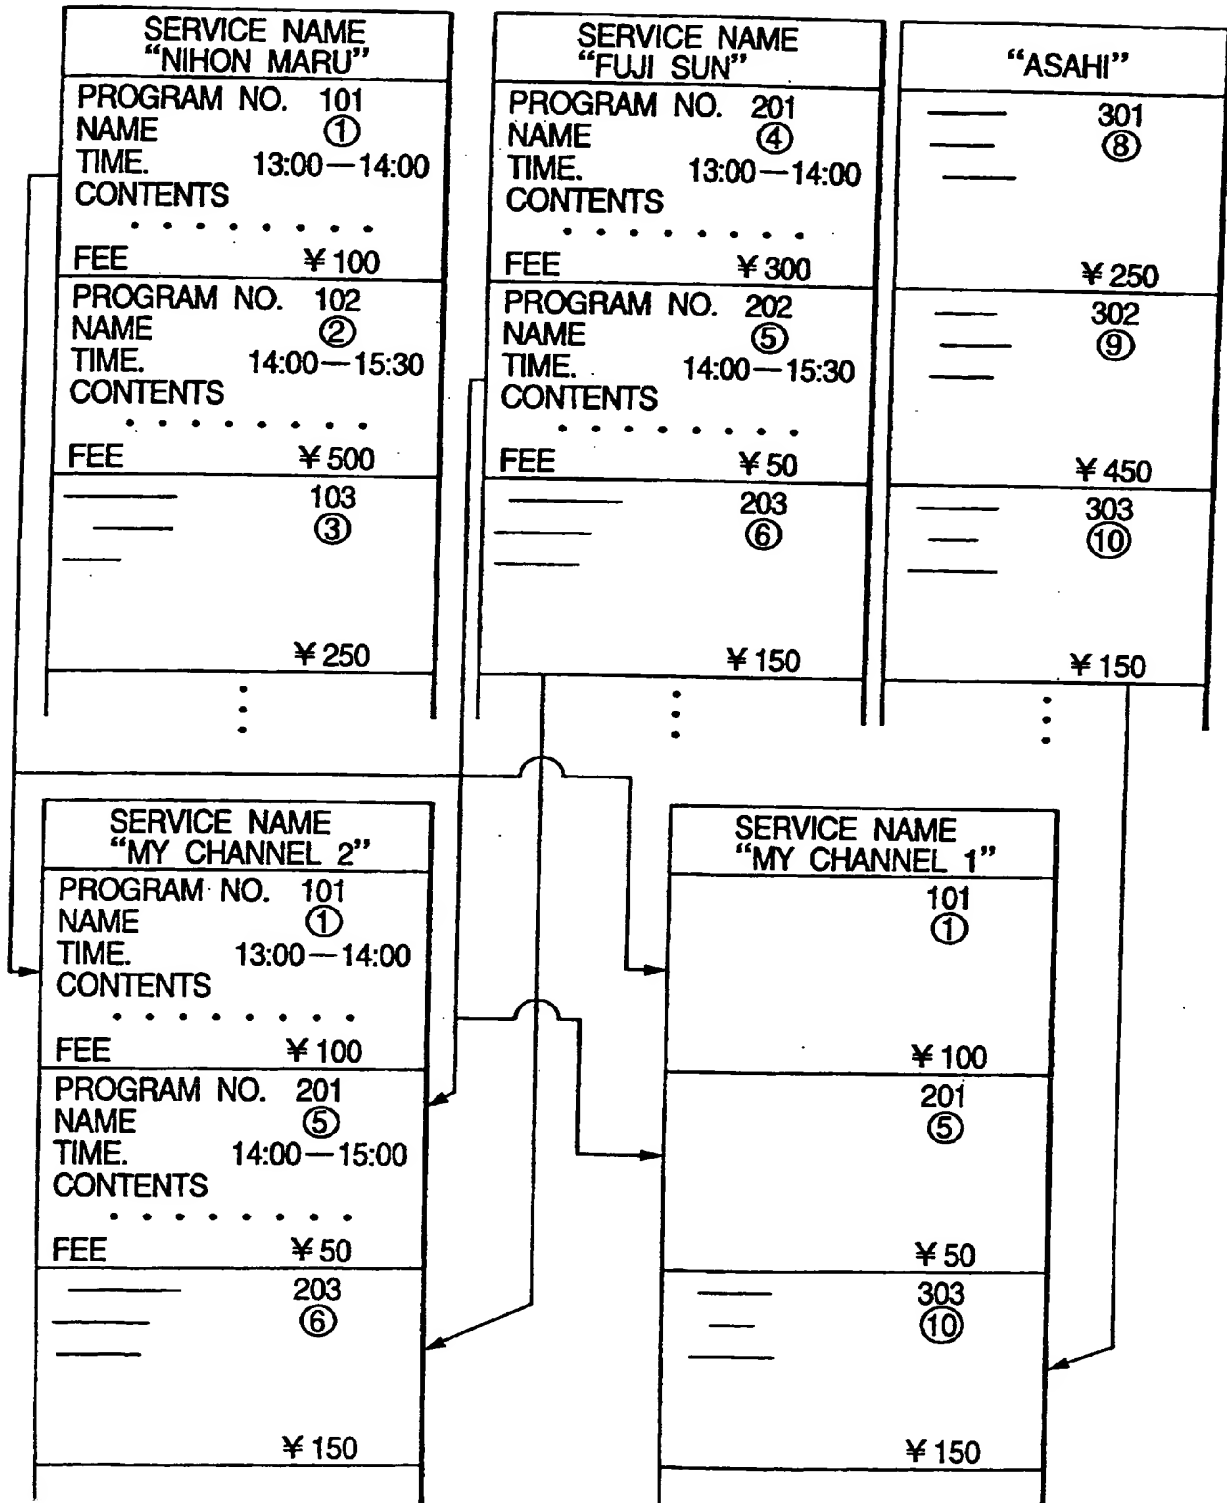 SERVICE NAME
“NIHON MARU”
PROGRAM NO. 101
NAME ①
TIME. 13:00—14:00
CONTENTS
• • • • • • • •
FEE ¥100
PROGRAM NO. 102
NAME ②
TIME. 14:00—15:30
CONTENTS
• • • • • • • •
FEE ¥500
103
③
¥250
SERVICE NAME
“FUJI SUN”
PROGRAM NO. 201
NAME ④
TIME. 13:00—14:00
CONTENTS
• • • • • • • •
FEE ¥300
PROGRAM NO. 202
NAME ⑤
TIME. 14:00—15:30
CONTENTS
• • • • • • • •
FEE ¥50
203
⑥
¥150
“ASAHI”
301
⑧
¥250
302
⑨
¥450
303
⑩
¥150
SERVICE NAME
“MY CHANNEL 2”
PROGRAM NO. 101
NAME ①
TIME. 13:00—14:00
CONTENTS
• • • • • • • •
FEE ¥100
PROGRAM NO. 201
NAME ⑤
TIME. 14:00—15:00
CONTENTS
• • • • • • • •
FEE ¥50
203
⑥
¥150
SERVICE NAME
“MY CHANNEL 1”
101
①
¥100
201
⑤
¥50
303
⑩
¥150